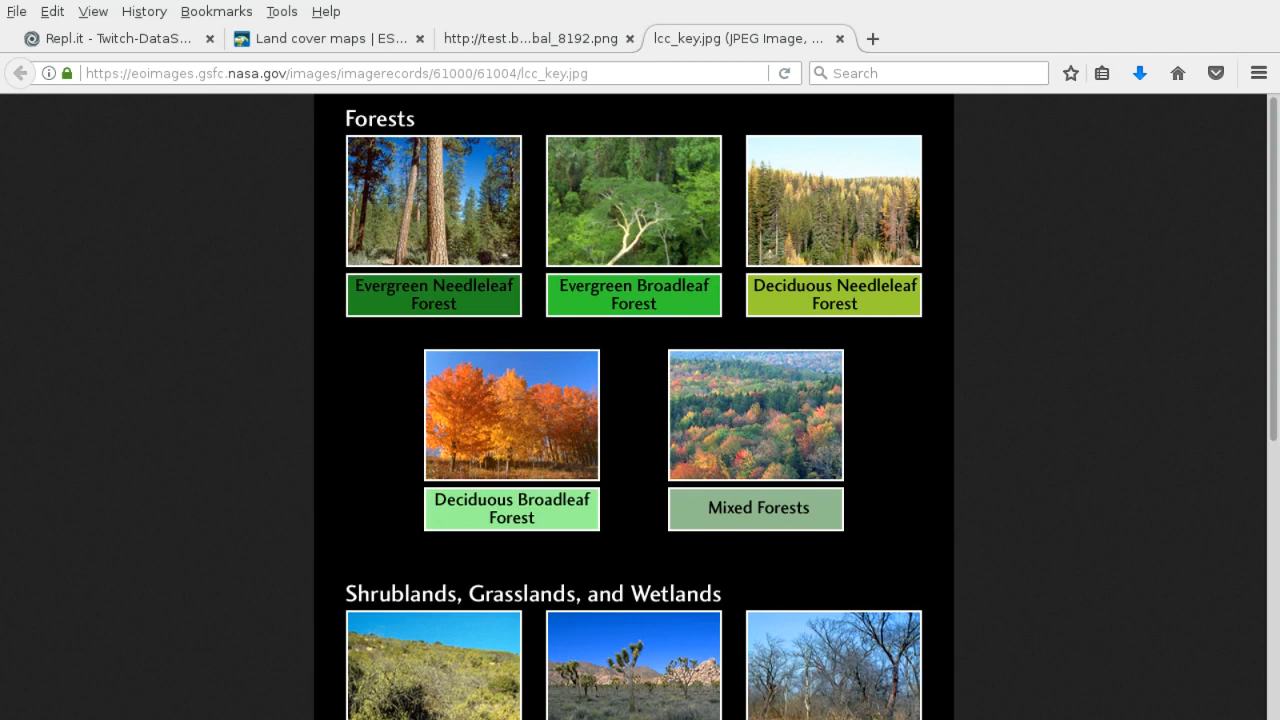 File Edit View History Bookmarks Tools Help
Repl.it - Twitch-DataS... Land cover maps | ES... http://test.b...bal_8192.png lcc_key.jpg (JPEG Image, ...
https://eoimages.gsfc.nasa.gov/images/imagerecords/61000/61004/lcc_key.jpg Search
Forests
Evergreen Needleleaf
Forest
Evergreen Broadleaf
Forest
Deciduous Needleleaf
Forest
Deciduous Broadleaf
Forest
Mixed Forests
Shrublands, Grasslands, and Wetlands